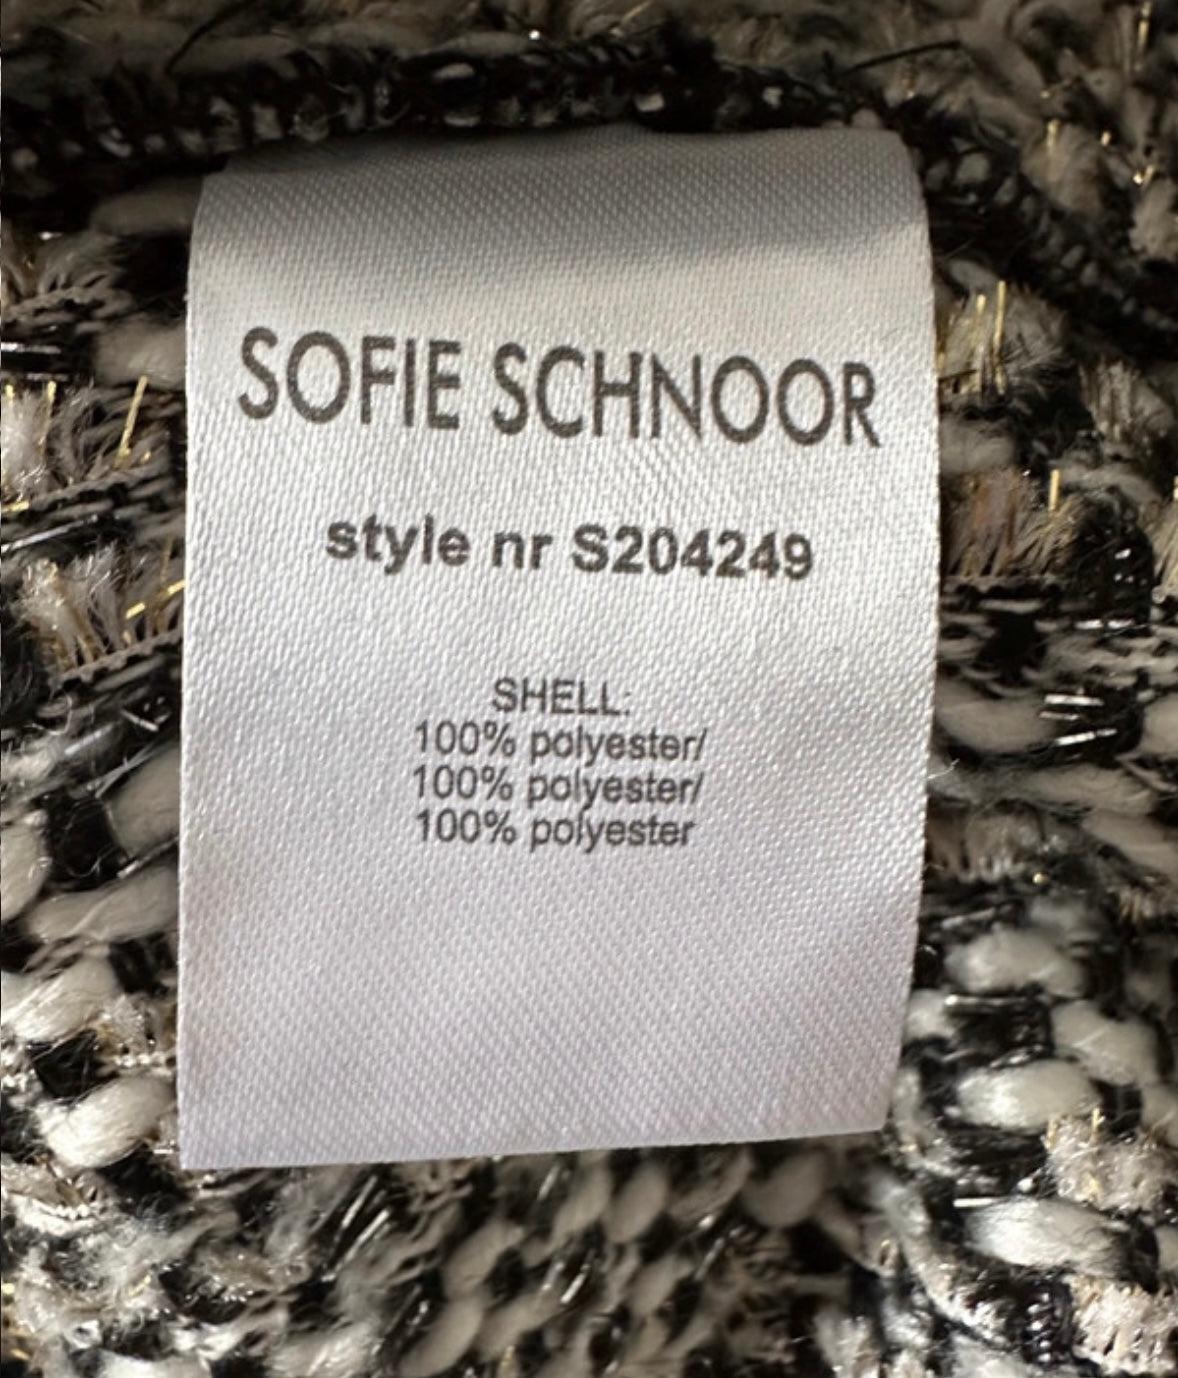 SOFIE SCHNOOR
style nr S204249
SHELL:
100% polyester/
100% polyester/
100% polyester